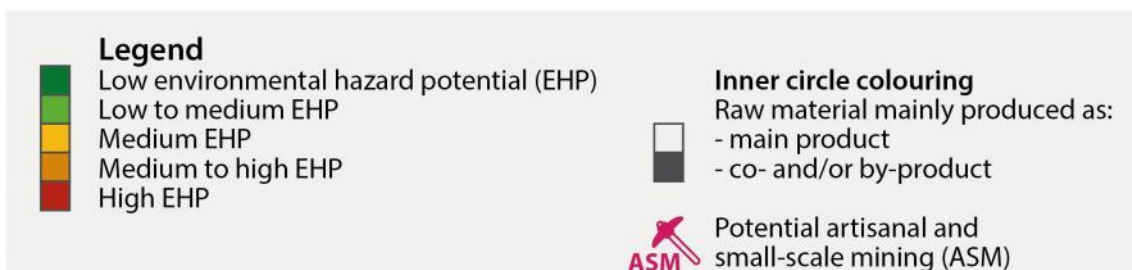 Legend
Low environmental hazard potential (EHP)
Low to medium EHP
Medium EHP
Medium to high EHP
High EHP
Inner circle colouring
Raw material mainly produced as:
- main product
- co- and/or by-product
ASM
Potential artisanal and
small-scale mining (ASM)